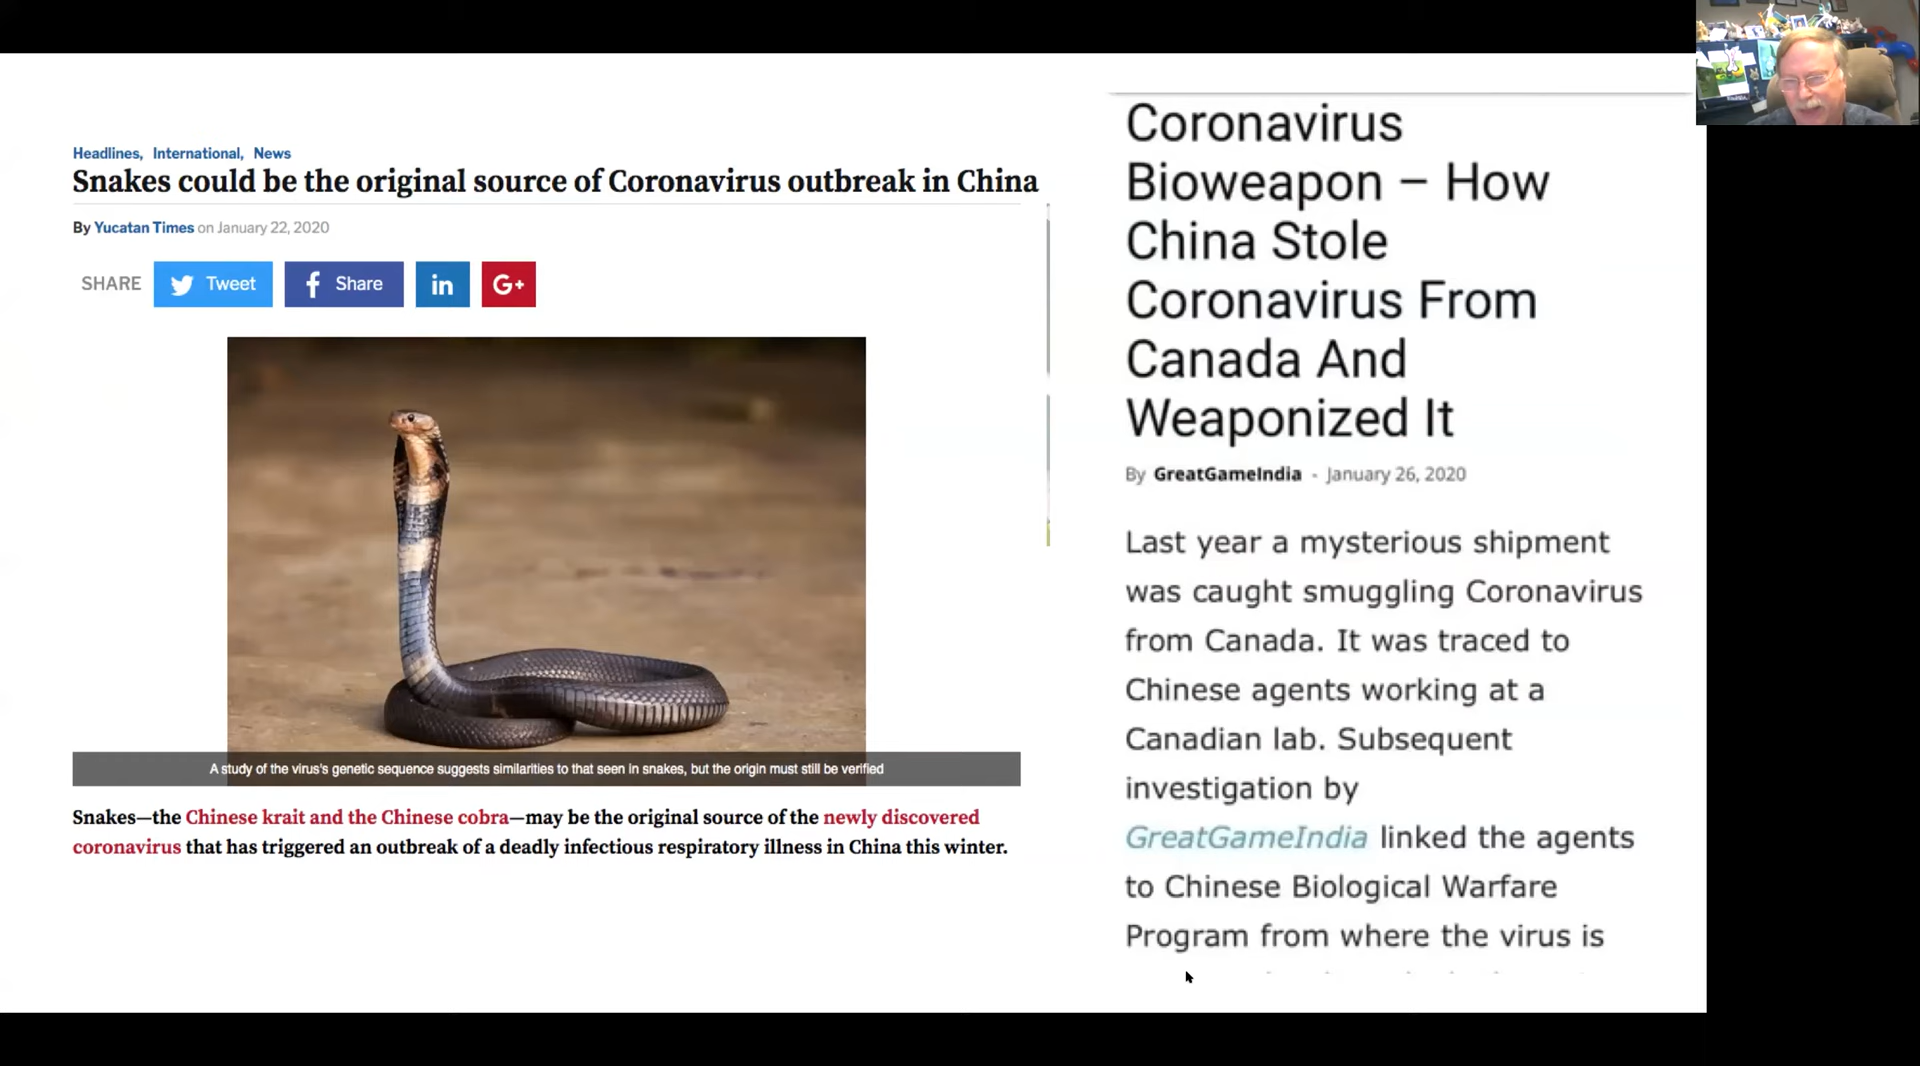 Headlines, International, News
Snakes could be the original source of Coronavirus outbreak in China
By Yucatan Times on January 22, 2020
SHARE Tweet Share in G+
A study of the virus's genetic sequence suggests similarities to that seen in snakes, but the origin must still be verified
Snakes—the Chinese krait and the Chinese cobra—may be the original source of the newly discovered
coronavirus that has triggered an outbreak of a deadly infectious respiratory illness in China this winter.
Coronavirus
Bioweapon – How
China Stole
Coronavirus From
Canada And
Weaponized It
By GreatGameIndia - January 26, 2020
Last year a mysterious shipment
was caught smuggling Coronavirus
from Canada. It was traced to
Chinese agents working at a
Canadian lab. Subsequent
investigation by
GreatGameIndia linked the agents
to Chinese Biological Warfare
Program from where the virus is